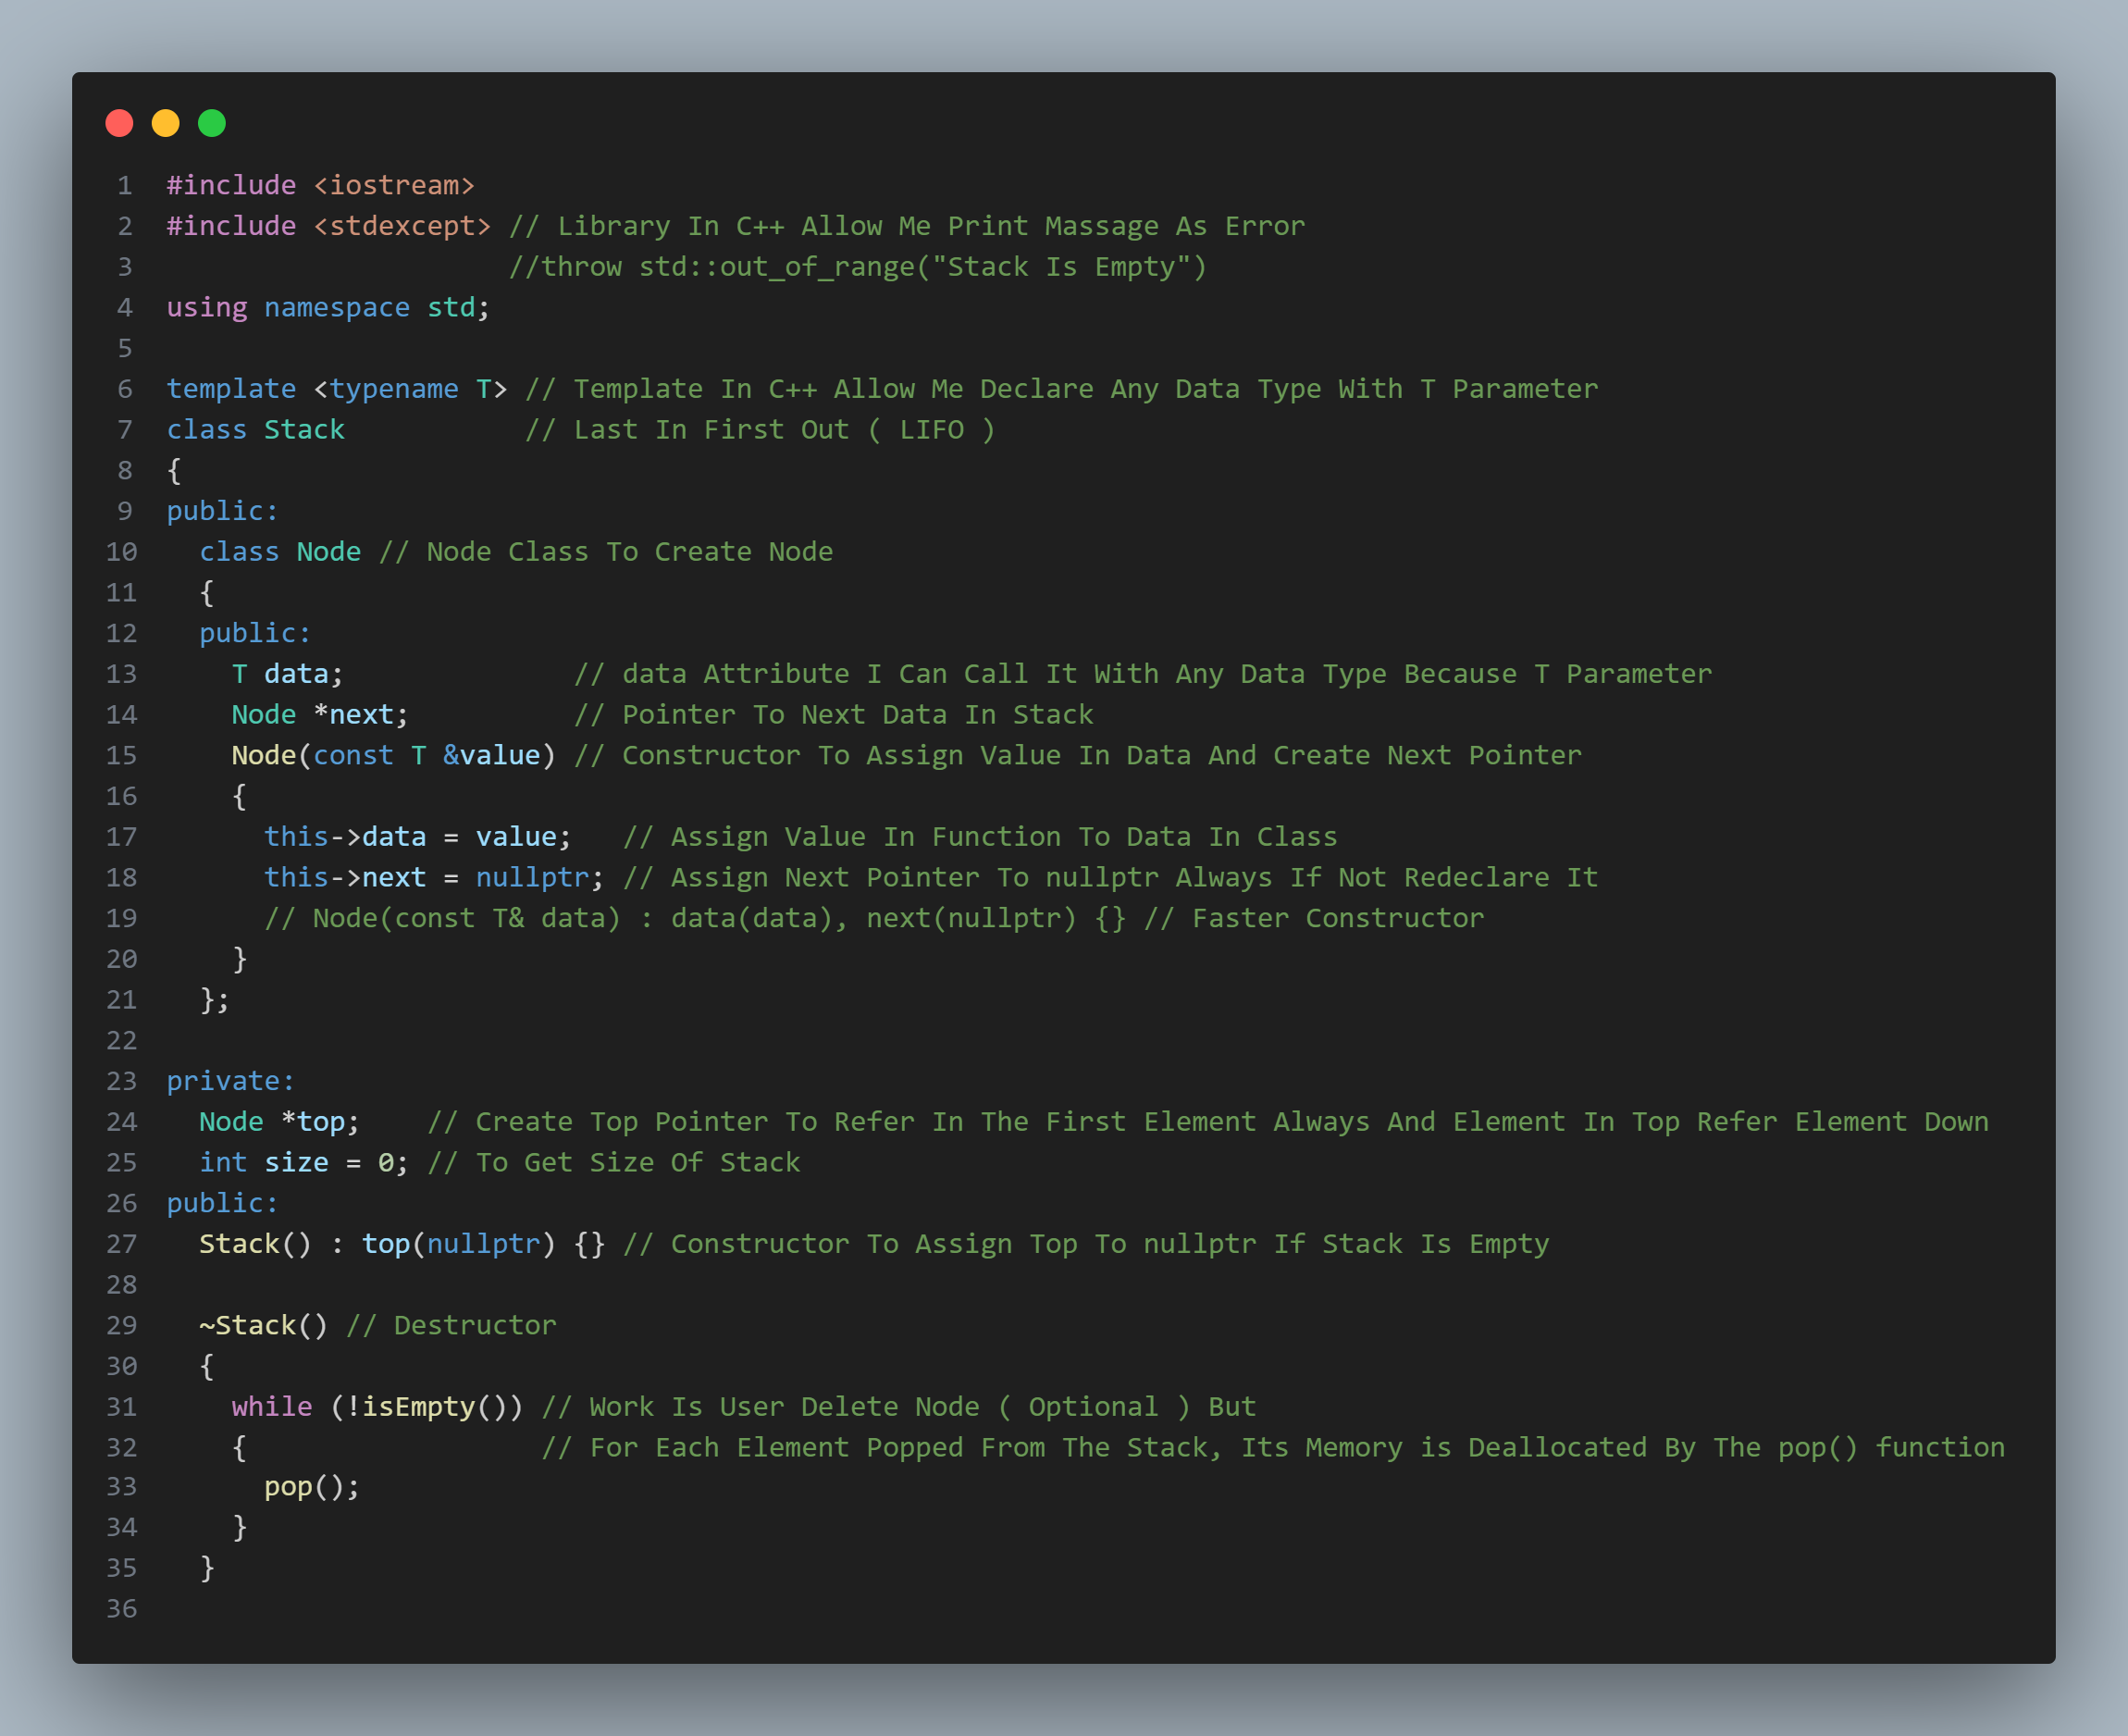 1 #include <iostream>
2 #include <stdexcept> // Library In C++ Allow Me Print Massage As Error
3                      //throw std::out_of_range("Stack Is Empty")
4 using namespace std;
5
6 template <typename T> // Template In C++ Allow Me Declare Any Data Type With T Parameter
7 class Stack           // Last In First Out ( LIFO )
8 {
9 public:
10   class Node // Node Class To Create Node
11   {
12   public:
13     T data;              // data Attribute I Can Call It With Any Data Type Because T Parameter
14     Node *next;          // Pointer To Next Data In Stack
15     Node(const T &value) // Constructor To Assign Value In Data And Create Next Pointer
16     {
17       this->data = value;   // Assign Value In Function To Data In Class
18       this->next = nullptr; // Assign Next Pointer To nullptr Always If Not Redeclare It
19       // Node(const T& data) : data(data), next(nullptr) {} // Faster Constructor
20     }
21   };
22
23 private:
24   Node *top;    // Create Top Pointer To Refer In The First Element Always And Element In Top Refer Element Down
25   int size = 0; // To Get Size Of Stack
26 public:
27   Stack() : top(nullptr) {} // Constructor To Assign Top To nullptr If Stack Is Empty
28
29   ~Stack() // Destructor
30   {
31     while (!isEmpty()) // Work Is User Delete Node ( Optional ) But
32     {                  // For Each Element Popped From The Stack, Its Memory is Deallocated By The pop() function
33       pop();
34     }
35   }
36